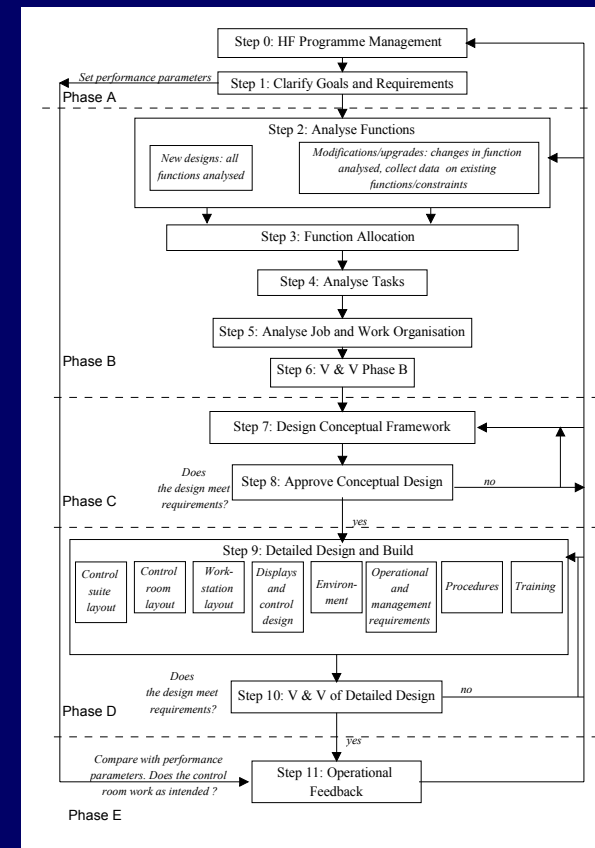 Step 0: HF Programme Management
Set performance parameters
Step 1: Clarify Goals and Requirements
Phase A
Step 2: Analyse Functions
New designs: all
functions analysed
Modifications/upgrades: changes in function
analysed, collect data on existing
functions/constraints
Step 3: Function Allocation
Step 4: Analyse Tasks
Step 5: Analyse Job and Work Organisation
Phase B
Step 6: V & V Phase B
Step 7: Design Conceptual Framework
Does
the design meet
requirements?
Step 8: Approve Conceptual Design
no
Phase C
yes
Step 9: Detailed Design and Build
Control
suite
layout
Control
room
layout
Work-
station
layout
Displays
and
control
design
Environ-
ment
Operational
and
management
requirements
Procedures
Training
Does
the design meet
requirements?
Step 10: V & V of Detailed Design
no
Phase D
yes
Compare with performance
parameters. Does the control
room work as intended ?
Step 11: Operational
Feedback
Phase E